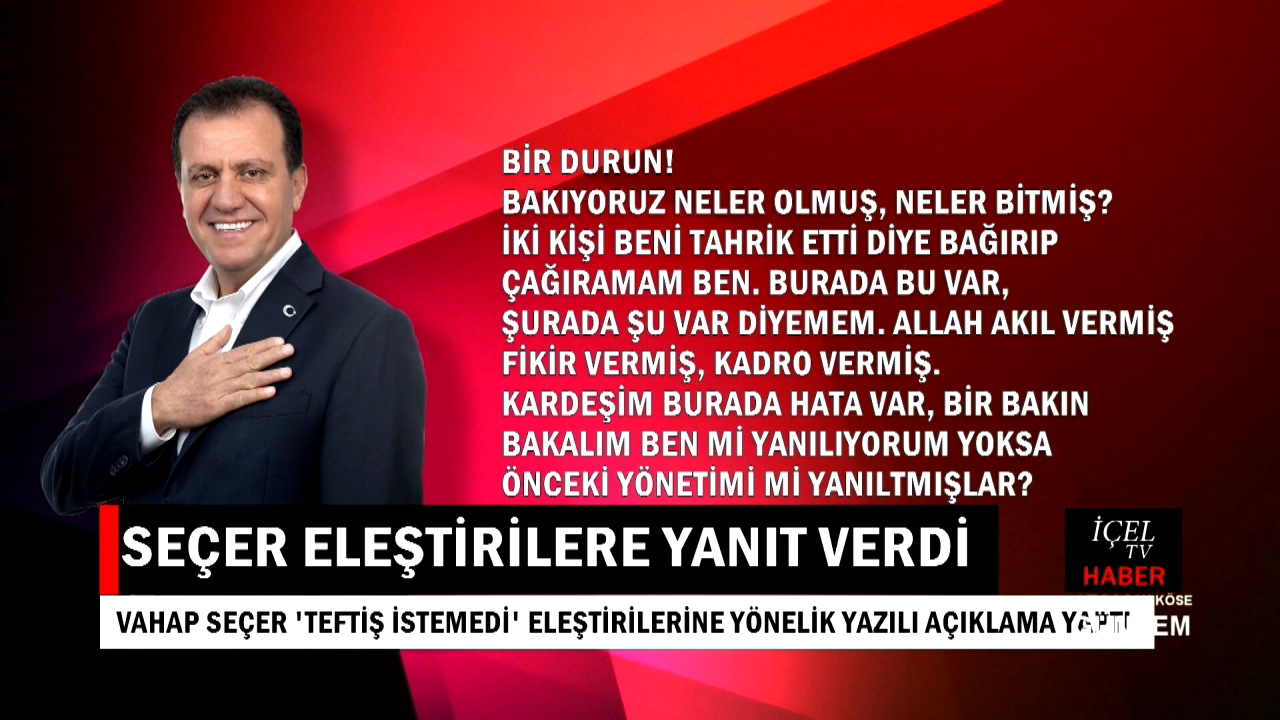 BİR DURUN!
BAKIYORUZ NELER OLMUŞ, NELER BİTMİŞ?
İKİ KİŞİ BENİ TAHRİK ETTİ DİYE BAĞIRIP
ÇAĞIRAMAM BEN. BURADA BU VAR,
ŞURADA ŞU VAR DİYEMEM. ALLAH AKIL VERMİŞ
FİKİR VERMİŞ, KADRO VERMİŞ.
KARDEŞİM BURADA HATA VAR, BİR BAKIN
BAKALIM BEN Mİ YANILIYORUM YOKSA
ÖNCEKİ YÖNETİMİ Mİ YANILTMIŞLAR?
SEÇER ELEŞTİRİLERE YANIT VERDİ
İÇEL
TV
HABER
KÖSE
VAHAP SEÇER 'TEFTİŞ İSTEMEDİ' ELEŞTİRİLERİNE YÖNELİK YAZILI AÇIKLAMA